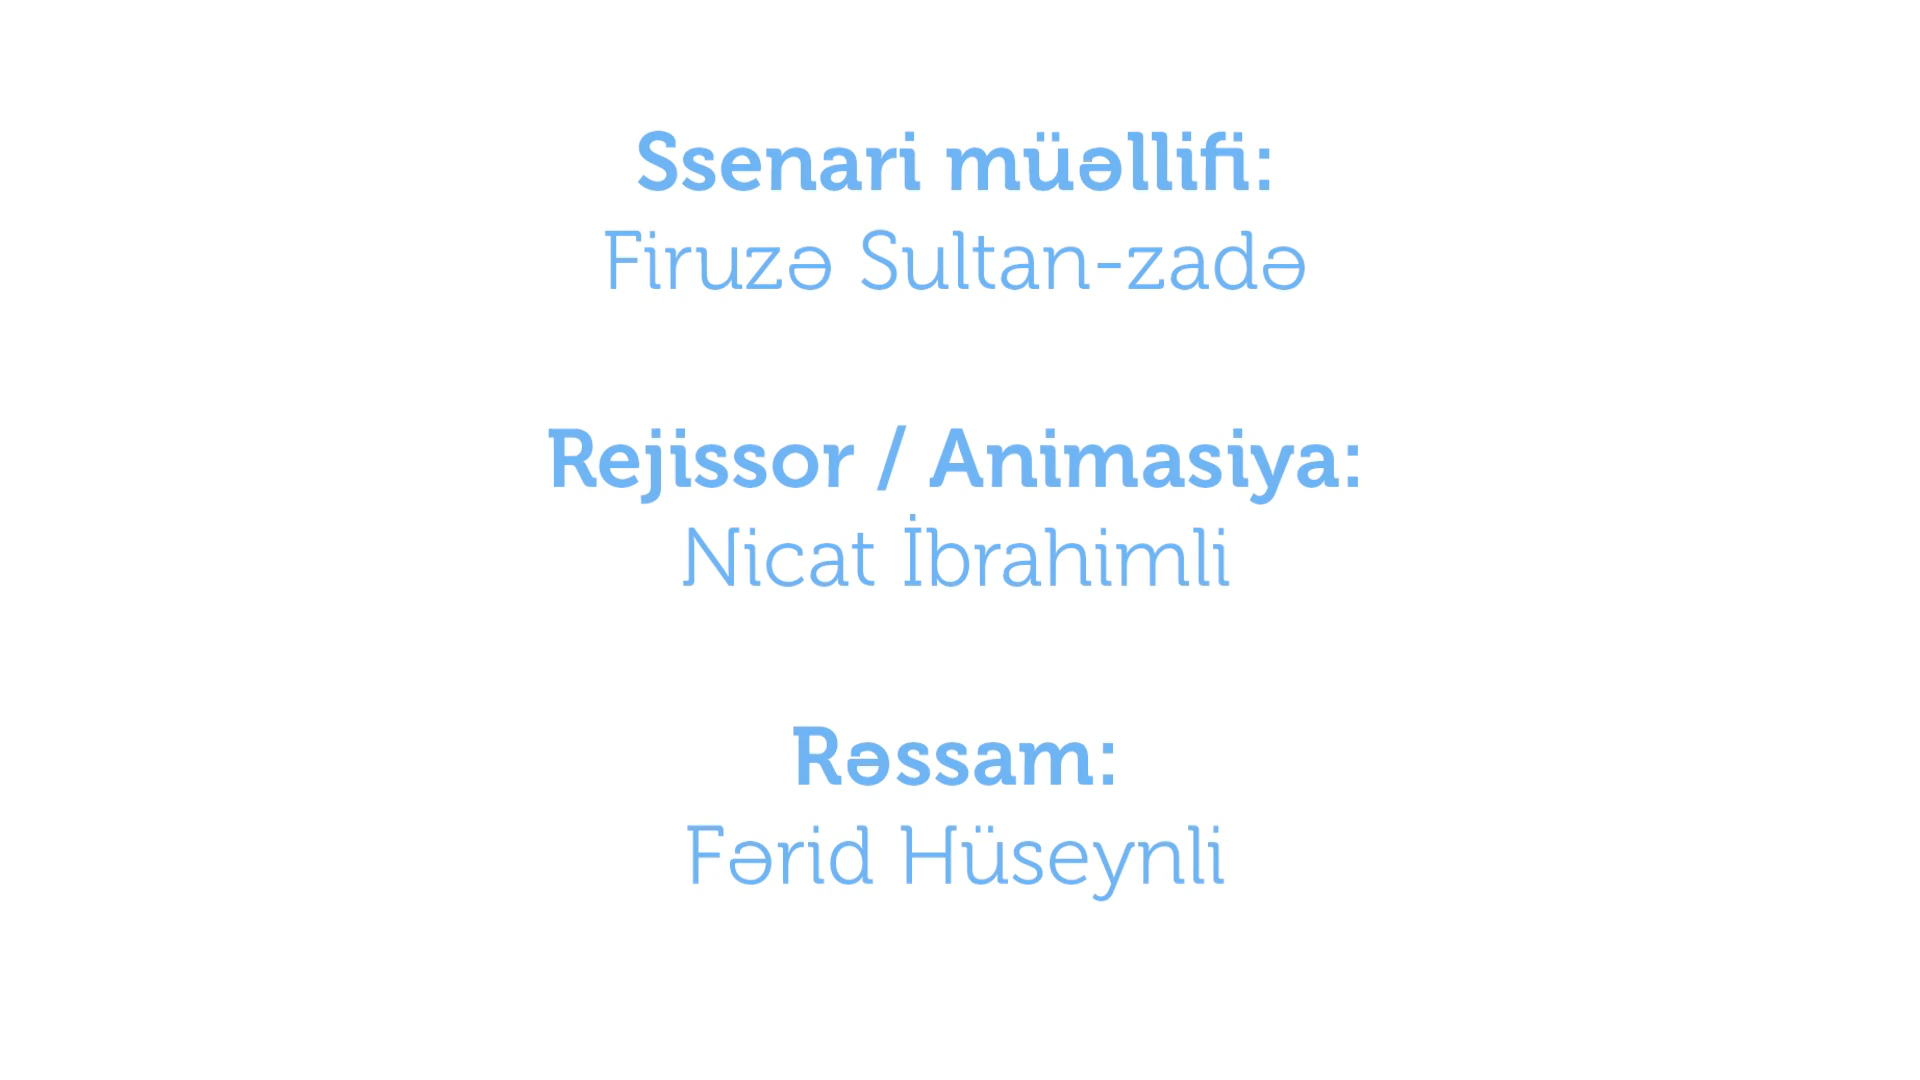 Ssenari müəllifi:
Firuzə Sultan-zadə
Rejissor / Animasiya:
Nicat İbrahimli
Rəssam:
Fərid Hüseynli